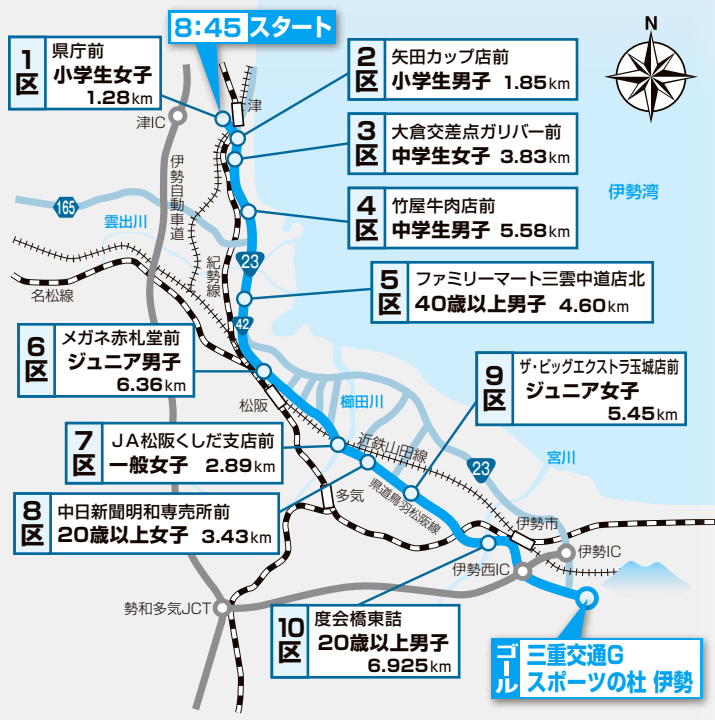 8:45 スタート
1区
県庁前
小学生女子
1.28km
2区
矢田カップ店前
小学生男子 1.85km
3区
大倉交差点ガリバー前
中学生女子 3.83km
4区
竹屋牛肉店前
中学生男子 5.58km
5区
ファミリーマート三雲中道店北
40歳以上男子 4.60km
6区
メガネ赤札堂前
ジュニア男子
6.36km
7区
JA松阪くしだ支店前
一般女子 2.89km
8区
中日新聞明和専売所前
20歳以上女子 3.43km
9区
ザ・ビッグエクストラ玉城店前
ジュニア女子
5.45km
10区
度会橋東詰
20歳以上男子
6.925km
ゴール
三重交通G
スポーツの杜 伊勢
N
津
津IC
伊勢自動車道
165
雲出川
伊勢湾
23
紀勢線
名松線
42
松阪
櫛田川
近鉄山田線
23
宮川
多気
県道鳥羽松阪線
伊勢市
伊勢IC
伊勢西IC
勢和多気JCT